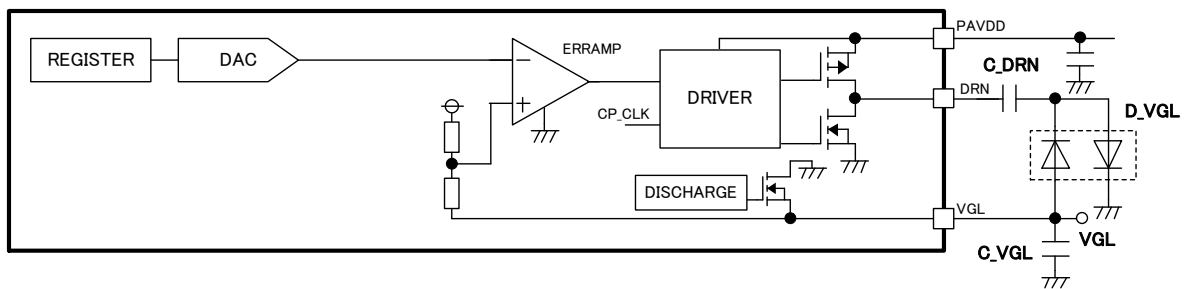 PAVDD
REGISTER
DAC
ERRAMP
C_DRN
DRIVER
DRN
CP_CLK
D_VGL
DISCHARGE
VGL
VGL
C_VGL